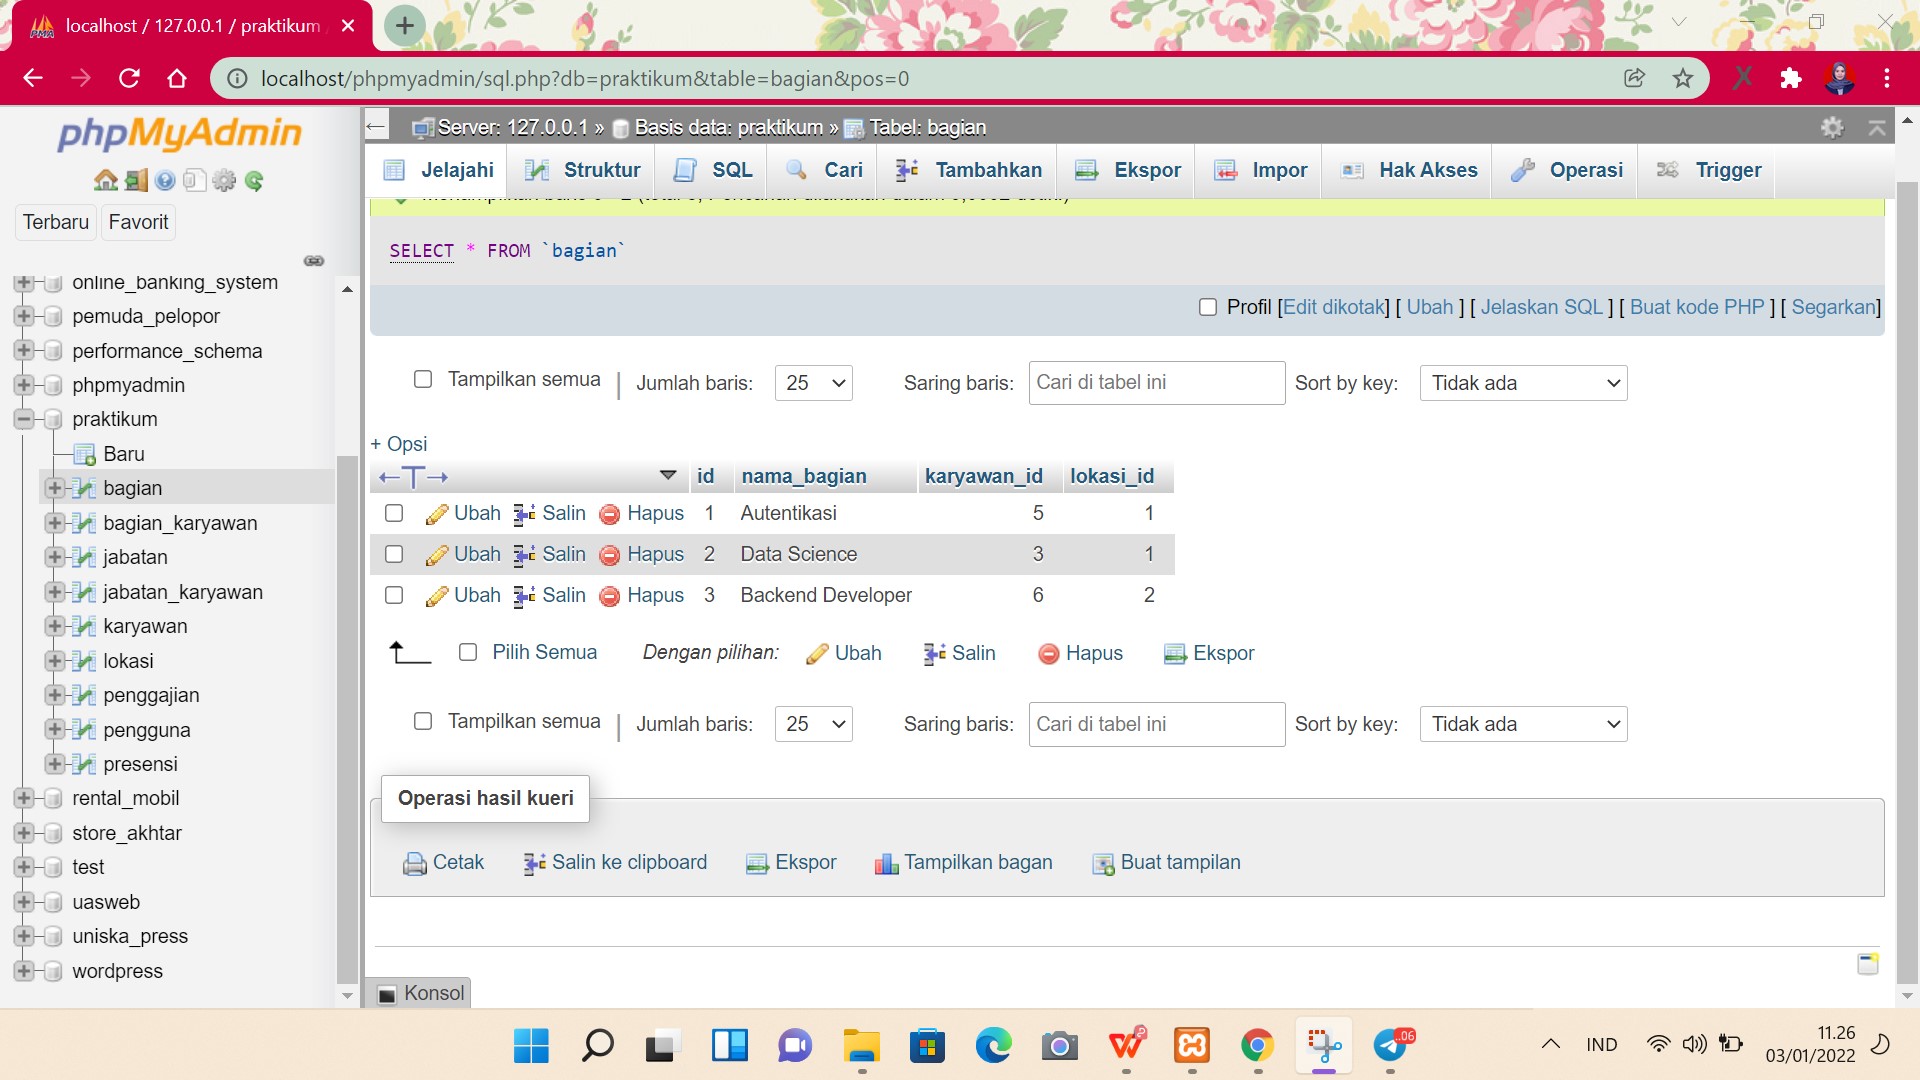 localhost / 127.0.0.1 / praktikum
localhost/phpmyadmin/sql.php?db=praktikum&table=bagian&pos=0
phpMyAdmin
Terbaru
Favorit
online_banking_system
pemuda_pelopor
performance_schema
phpmyadmin
praktikum
Baru
bagian
bagian_karyawan
jabatan
jabatan_karyawan
karyawan
lokasi
penggajian
pengguna
presensi
rental_mobil
store_akhtar
test
uasweb
uniska_press
wordpress
Server: 127.0.0.1 » Basis data: praktikum » Tabel: bagian
Jelajahi Struktur SQL Cari Tambahkan Ekspor Impor Hak Akses Operasi Trigger
SELECT * FROM `bagian`
Profil [Edit dikotak] [ Ubah ] [ Jelaskan SQL ] [ Buat kode PHP ] [ Segarkan]
Tampilkan semua | Jumlah baris: 25 Saring baris: Cari di tabel ini Sort by key: Tidak ada
+ Opsi
←T→ id nama_bagian karyawan_id lokasi_id
Ubah Salin Hapus 1 Autentikasi 5 1
Ubah Salin Hapus 2 Data Science 3 1
Ubah Salin Hapus 3 Backend Developer 6 2
Pilih Semua Dengan pilihan: Ubah Salin Hapus Ekspor
Tampilkan semua | Jumlah baris: 25 Saring baris: Cari di tabel ini Sort by key: Tidak ada
Operasi hasil kueri
Cetak Salin ke clipboard Ekspor Tampilkan bagan Buat tampilan
Konsol
IND
11.26
03/01/2022